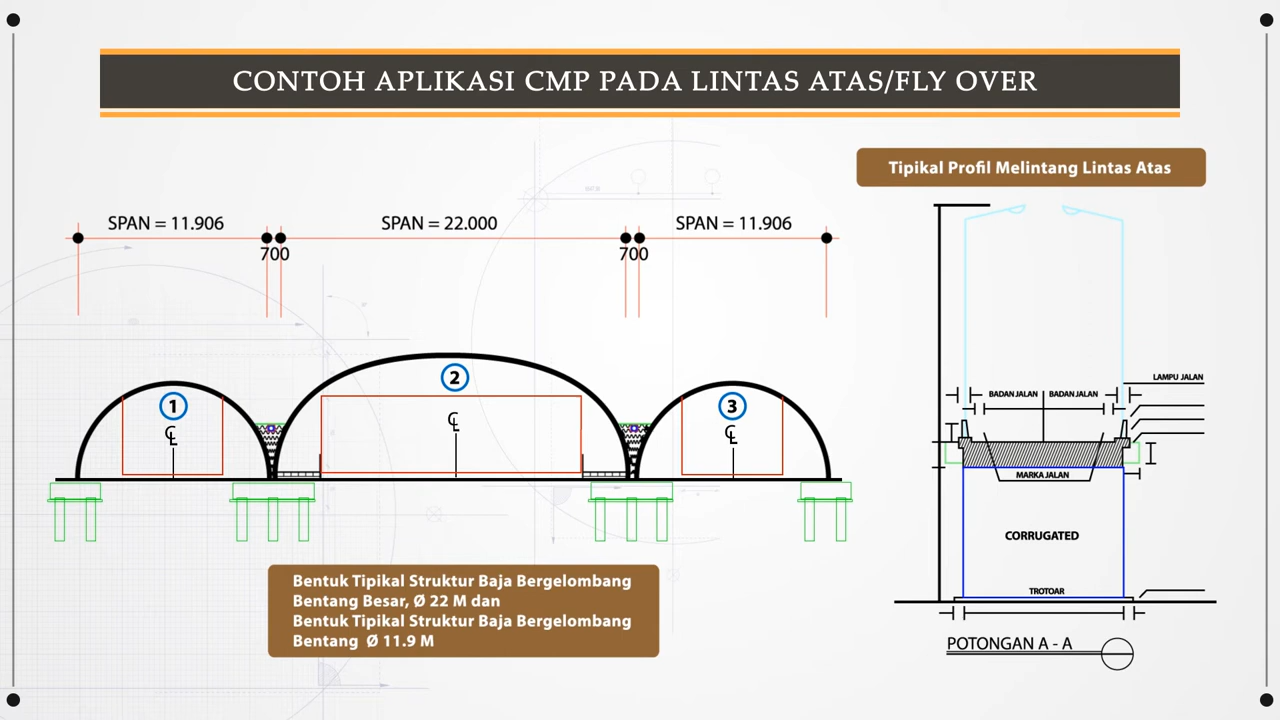 CONTOH APLIKASI CMP PADA LINTAS ATAS/FLY OVER
Tipikal Profil Melintang Lintas Atas
SPAN = 11.906
SPAN = 22.000
SPAN = 11.906
700
700
1
2
3
LAMPU JALAN
BADAN JALAN
BADAN JALAN
MARKA JALAN
CORRUGATED
TROTOAR
POTONGAN A - A
Bentuk Tipikal Struktur Baja Bergelombang
Bentang Besar, Ø 22 M dan
Bentuk Tipikal Struktur Baja Bergelombang
Bentang Ø 11.9 M